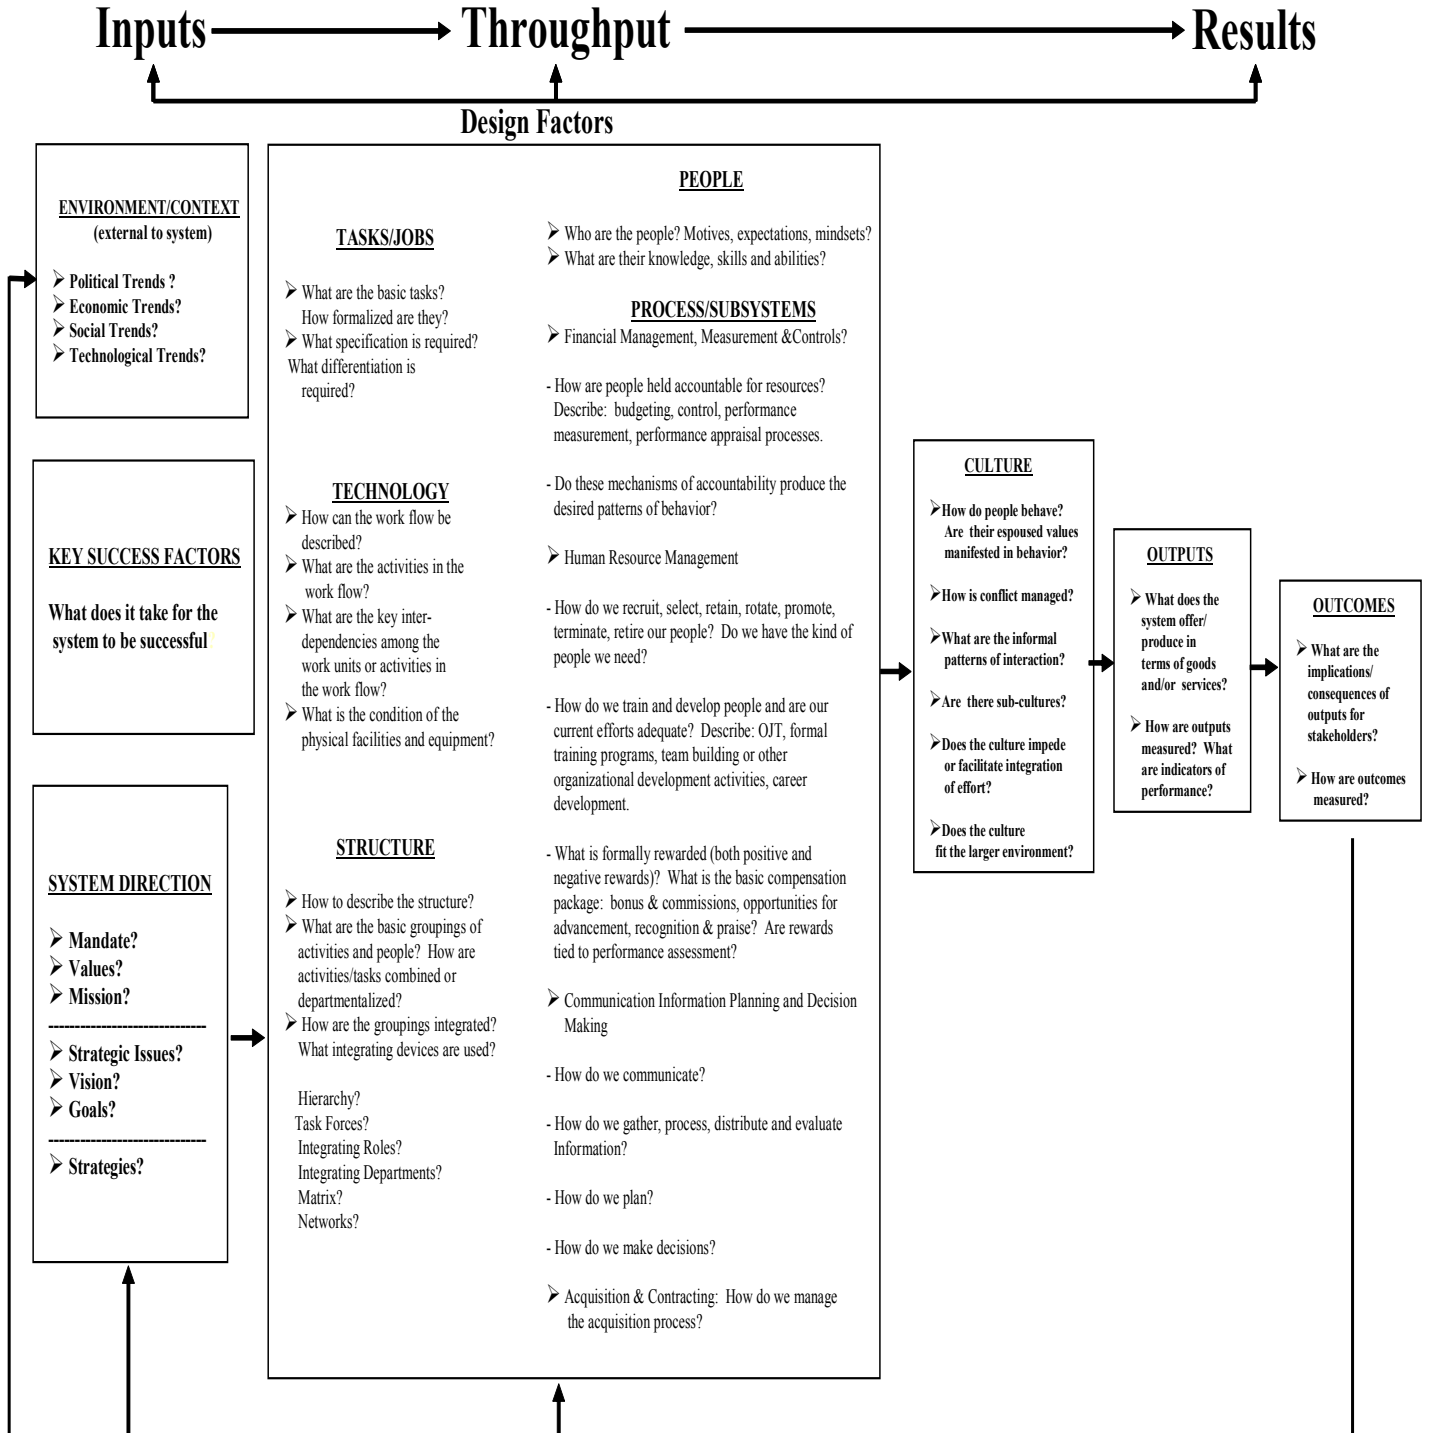 Inputs
Throughput
Results
Design Factors
ENVIRONMENT/CONTEXT
(external to system)
➢ Political Trends ?
➢ Economic Trends?
➢ Social Trends?
➢ Technological Trends?
KEY SUCCESS FACTORS
What does it take for the
system to be successful?
SYSTEM DIRECTION
➢ Mandate?
➢ Values?
➢ Mission?
------------------------------
➢ Strategic Issues?
➢ Vision?
➢ Goals?
------------------------------
➢ Strategies?
TASKS/JOBS
➢ What are the basic tasks?
How formalized are they?
➢ What specification is required?
What differentiation is
required?
TECHNOLOGY
➢ How can the work flow be
described?
➢ What are the activities in the
work flow?
➢ What are the key inter-
dependencies among the
work units or activities in
the work flow?
➢ What is the condition of the
physical facilities and equipment?
STRUCTURE
➢ How to describe the structure?
➢ What are the basic groupings of
activities and people?  How are
activities/tasks combined or
departmentalized?
➢ How are the groupings integrated?
What integrating devices are used?
Hierarchy?
Task Forces?
Integrating Roles?
Integrating Departments?
Matrix?
Networks?
PEOPLE
➢ Who are the people? Motives, expectations, mindsets?
➢ What are their knowledge, skills and abilities?
PROCESS/SUBSYSTEMS
➢ Financial Management, Measurement &Controls?
- How are people held accountable for resources?
Describe:  budgeting, control, performance
measurement, performance appraisal processes.
- Do these mechanisms of accountability produce the
desired patterns of behavior?
➢ Human Resource Management
- How do we recruit, select, retain, rotate, promote,
terminate, retire our people?  Do we have the kind of
people we need?
- How do we train and develop people and are our
current efforts adequate?  Describe: OJT, formal
training programs, team building or other
organizational development activities, career
development.
- What is formally rewarded (both positive and
negative rewards)?  What is the basic compensation
package:  bonus & commissions, opportunities for
advancement, recognition & praise?  Are rewards
tied to performance assessment?
➢ Communication Information Planning and Decision
Making
- How do we communicate?
- How do we gather, process, distribute and evaluate
Information?
- How do we plan?
- How do we make decisions?
➢ Acquisition & Contracting:  How do we manage
the acquisition process?
CULTURE
➢How do people behave?
Are  their espoused values
manifested in behavior?
➢How is conflict managed?
➢What are the informal
patterns of interaction?
➢Are  there sub-cultures?
➢Does the culture impede
or facilitate integration
of effort?
➢Does the culture
fit the larger environment?
OUTPUTS
➢ What does the
system offer/
produce in
terms of goods
and/or  services?
➢ How are outputs
measured?  What
are indicators of
performance?
OUTCOMES
➢ What are the
implications/
consequences of
outputs for
stakeholders?
➢ How are outcomes
measured?